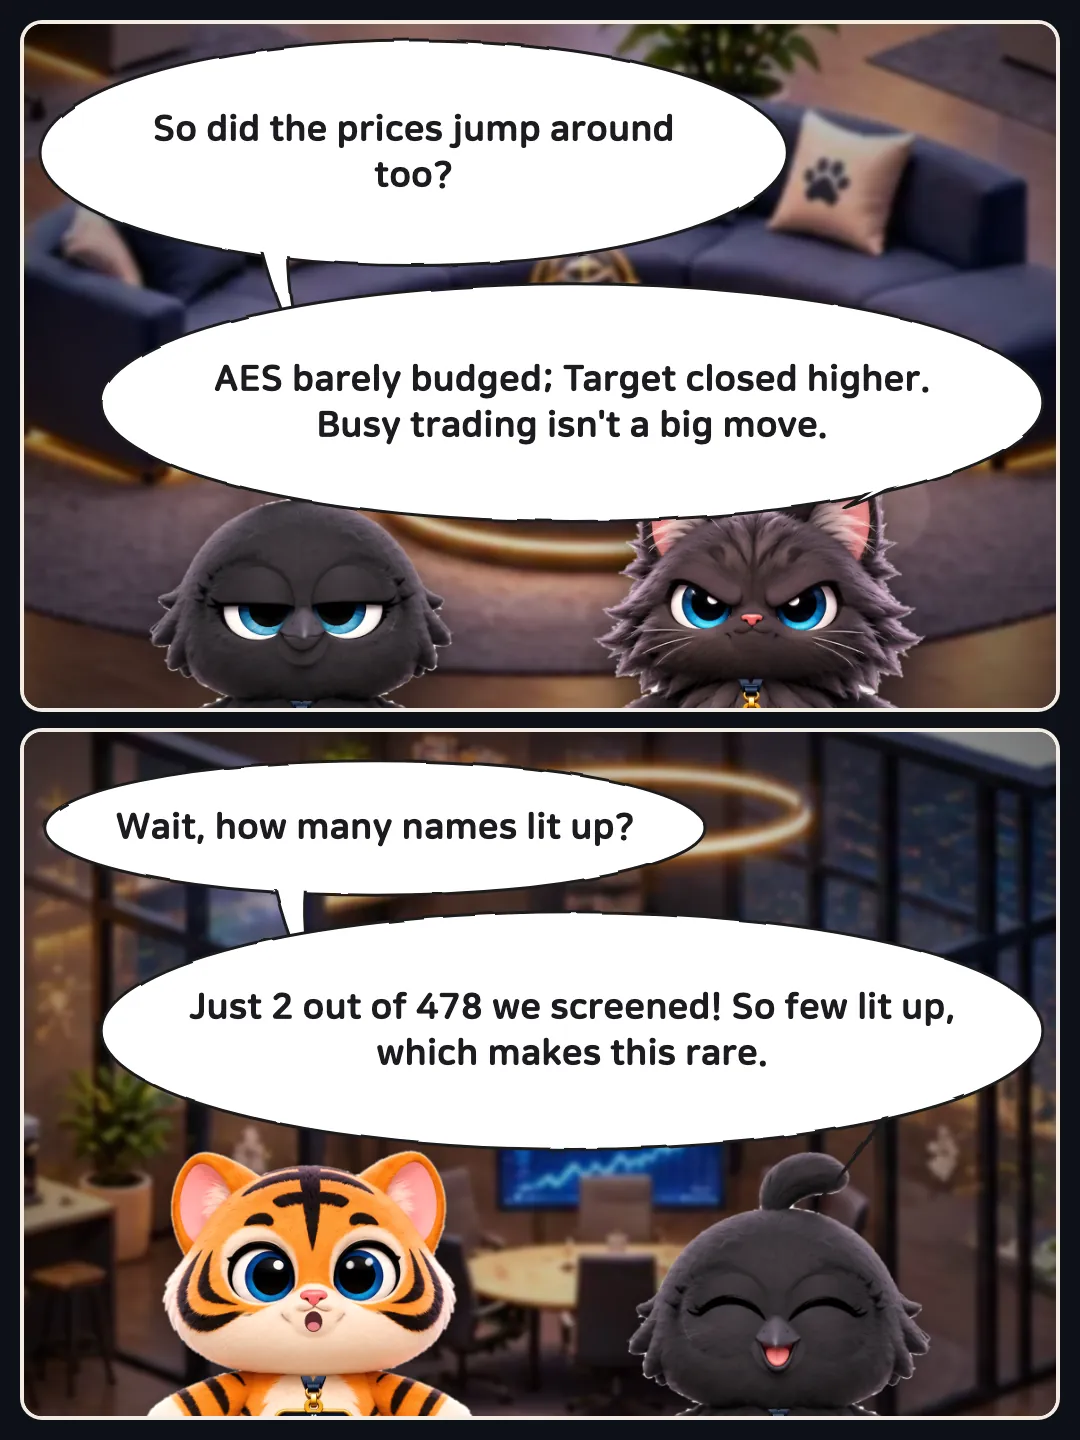 So did the prices jump around
too?
AES barely budged; Target closed higher.
Busy trading isn't a big move.
Wait, how many names lit up?
Just 2 out of 478 we screened! So few lit up,
which makes this rare.